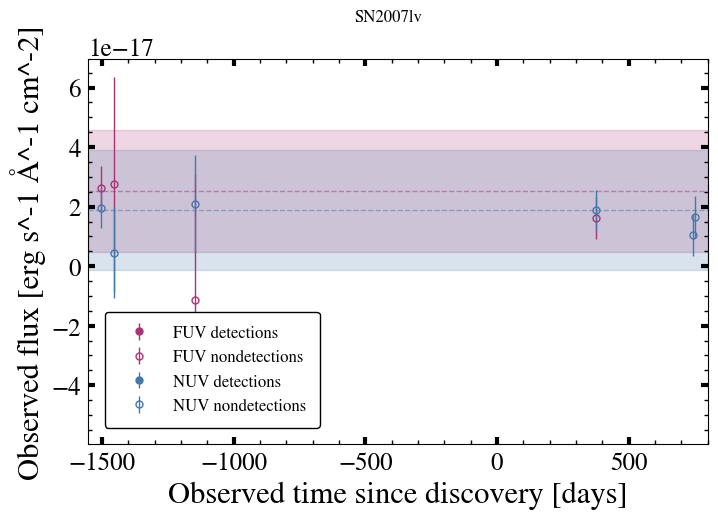 SN2007lv
1e−17
6
4
2
0
−2
−4
Observed flux [erg s^-1 Å^-1 cm^-2]
FUV detections
FUV nondetections
NUV detections
NUV nondetections
−1500 −1000 −500 0 500
Observed time since discovery [days]